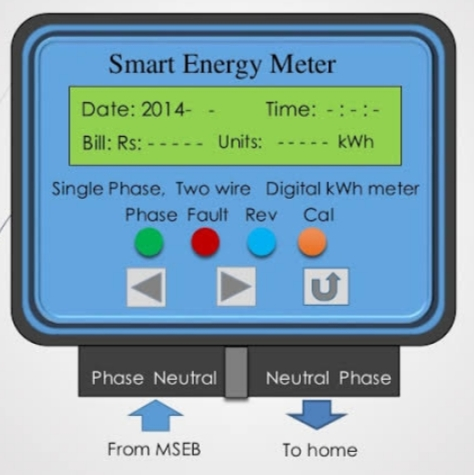 Smart Energy Meter
Date: 2014-  -  Time: -:-:-
Bill: Rs: -----  Units: ----- kWh
Single Phase, Two wire Digital kWh meter
Phase Fault Rev Cal
Phase Neutral Neutral Phase
From MSEB To home